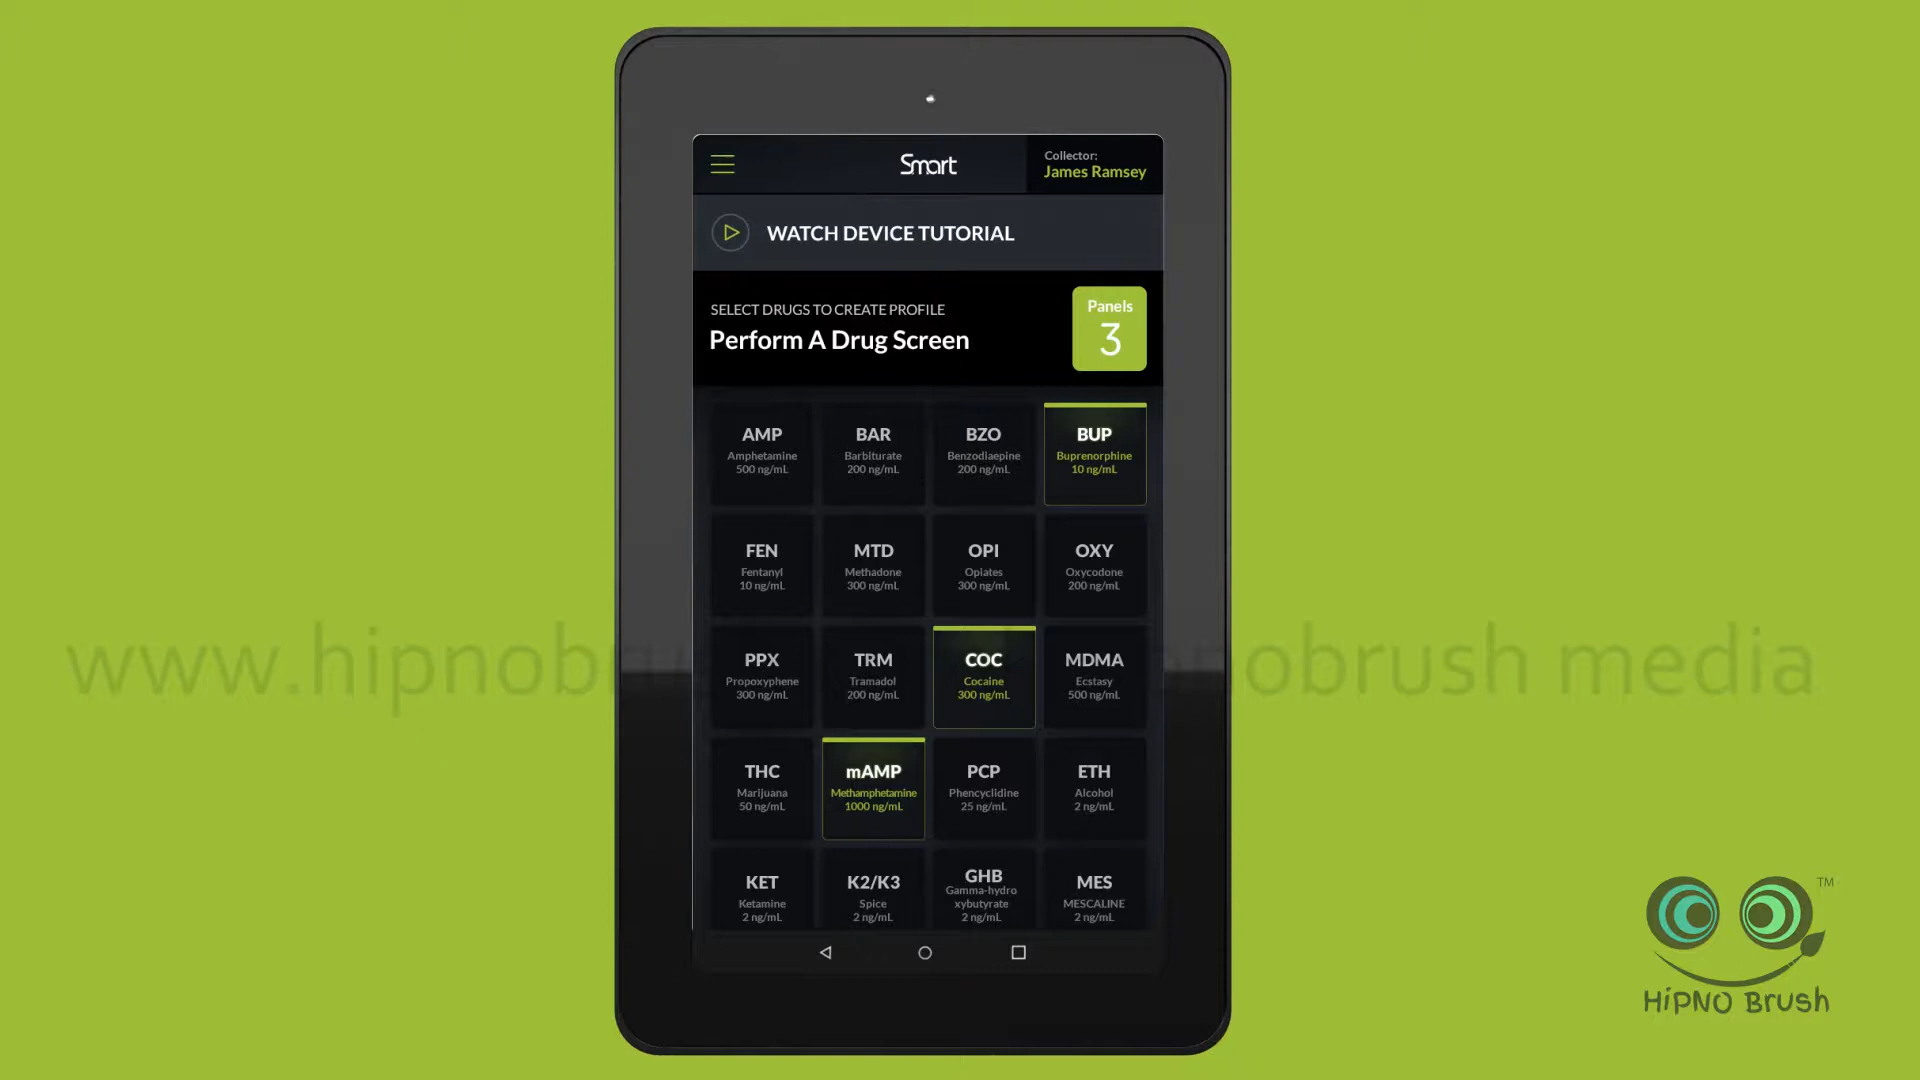 Smart
Collector:
James Ramsey
WATCH DEVICE TUTORIAL
SELECT DRUGS TO CREATE PROFILE
Perform A Drug Screen
Panels
3
AMP
Amphetamine
500 ng/mL
BAR
Barbiturate
200 ng/mL
BZO
Benzodiaepine
200 ng/mL
BUP
Buprenorphine
10 ng/mL
FEN
Fentanyl
10 ng/mL
MTD
Methadone
300 ng/mL
OPI
Opiates
300 ng/mL
OXY
Oxycodone
200 ng/mL
PPX
Propoxyphene
300 ng/mL
TRM
Tramadol
200 ng/mL
COC
Cocaine
300 ng/mL
MDMA
Ecstasy
500 ng/mL
www.hipnob
nobrush media
THC
Marijuana
50 ng/mL
mAMP
Methamphetamine
1000 ng/mL
PCP
Phencyclidine
25 ng/mL
ETH
Alcohol
2 ng/mL
KET
Ketamine
2 ng/mL
K2/K3
Spice
2 ng/mL
GHB
Gamma-hydro
xybutyrate
2 ng/mL
MES
MESCALINE
2 ng/mL
TM
HiPNO Brush